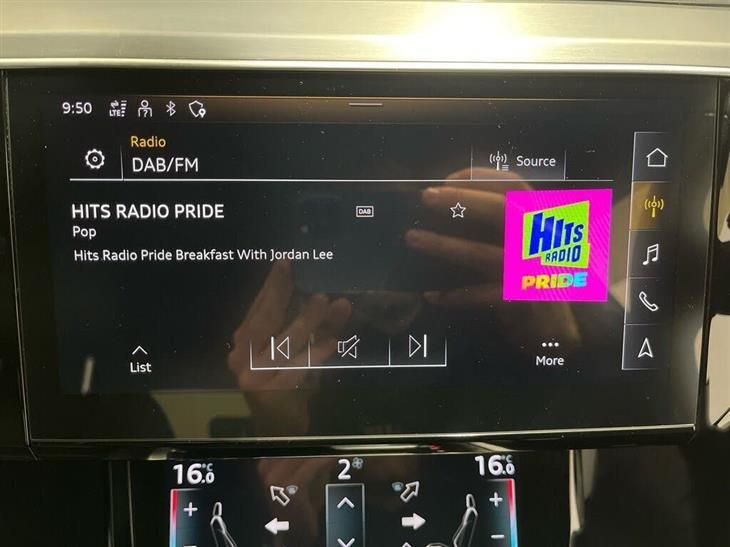 9:50 LTE
Radio
DAB/FM
Source
HITS RADIO PRIDE
DAB
Pop
Hits Radio Pride Breakfast With Jordan Lee
HITS
RADIO
PRIDE
List
More
16.0 °C
2
16.0 °C